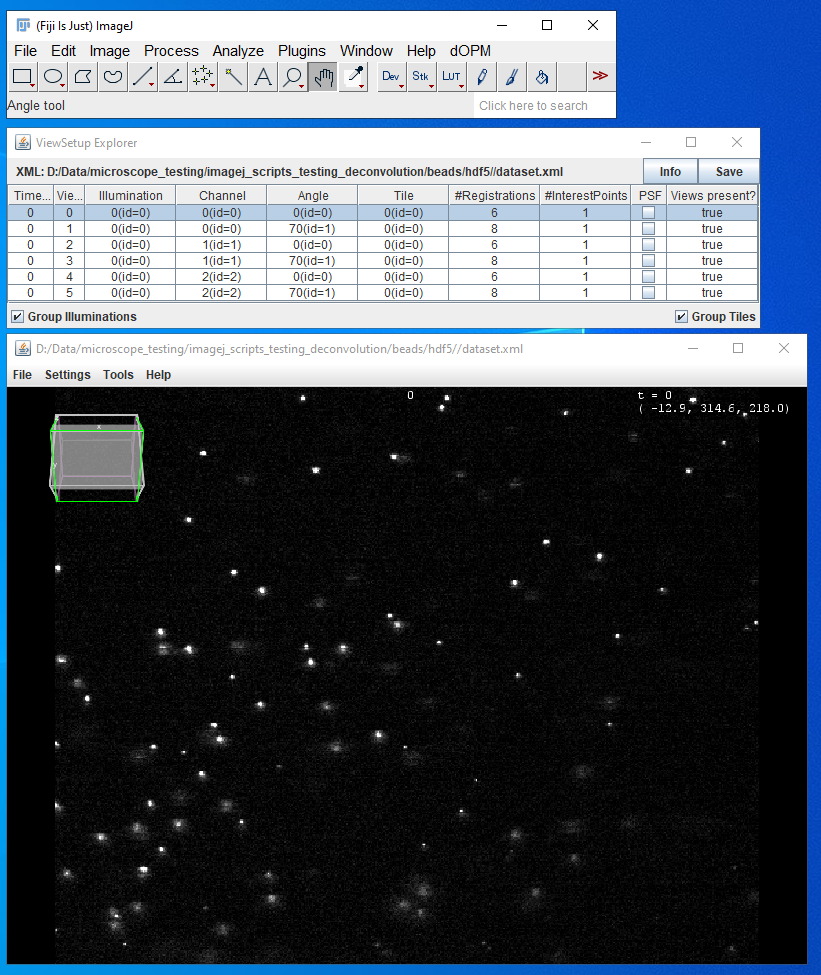 (Fiji Is Just) ImageJ
File Edit Image Process Analyze Plugins Window Help dOPM
A Dev Stk LUT >>
Angle tool Click here to search
ViewSetup Explorer
XML: D:/Data/microscope_testing/imagej_scripts_testing_deconvolution/beads/hdf5//dataset.xml Info Save
Time... Vie... Illumination Channel Angle Tile #Registrations #InterestPoints PSF Views present?
0 0 0(id=0) 0(id=0) 0(id=0) 0(id=0) 6 1 true
0 1 0(id=0) 0(id=0) 70(id=1) 0(id=0) 8 1 true
0 2 0(id=0) 1(id=1) 0(id=0) 0(id=0) 6 1 true
0 3 0(id=0) 1(id=1) 70(id=1) 0(id=0) 8 1 true
0 4 0(id=0) 2(id=2) 0(id=0) 0(id=0) 6 1 true
0 5 0(id=0) 2(id=2) 70(id=1) 0(id=0) 8 1 true
Group Illuminations Group Tiles
D:/Data/microscope_testing/imagej_scripts_testing_deconvolution/beads/hdf5//dataset.xml
File Settings Tools Help
0 t = 0
( -12.9, 314.6, 218.0)
x
y